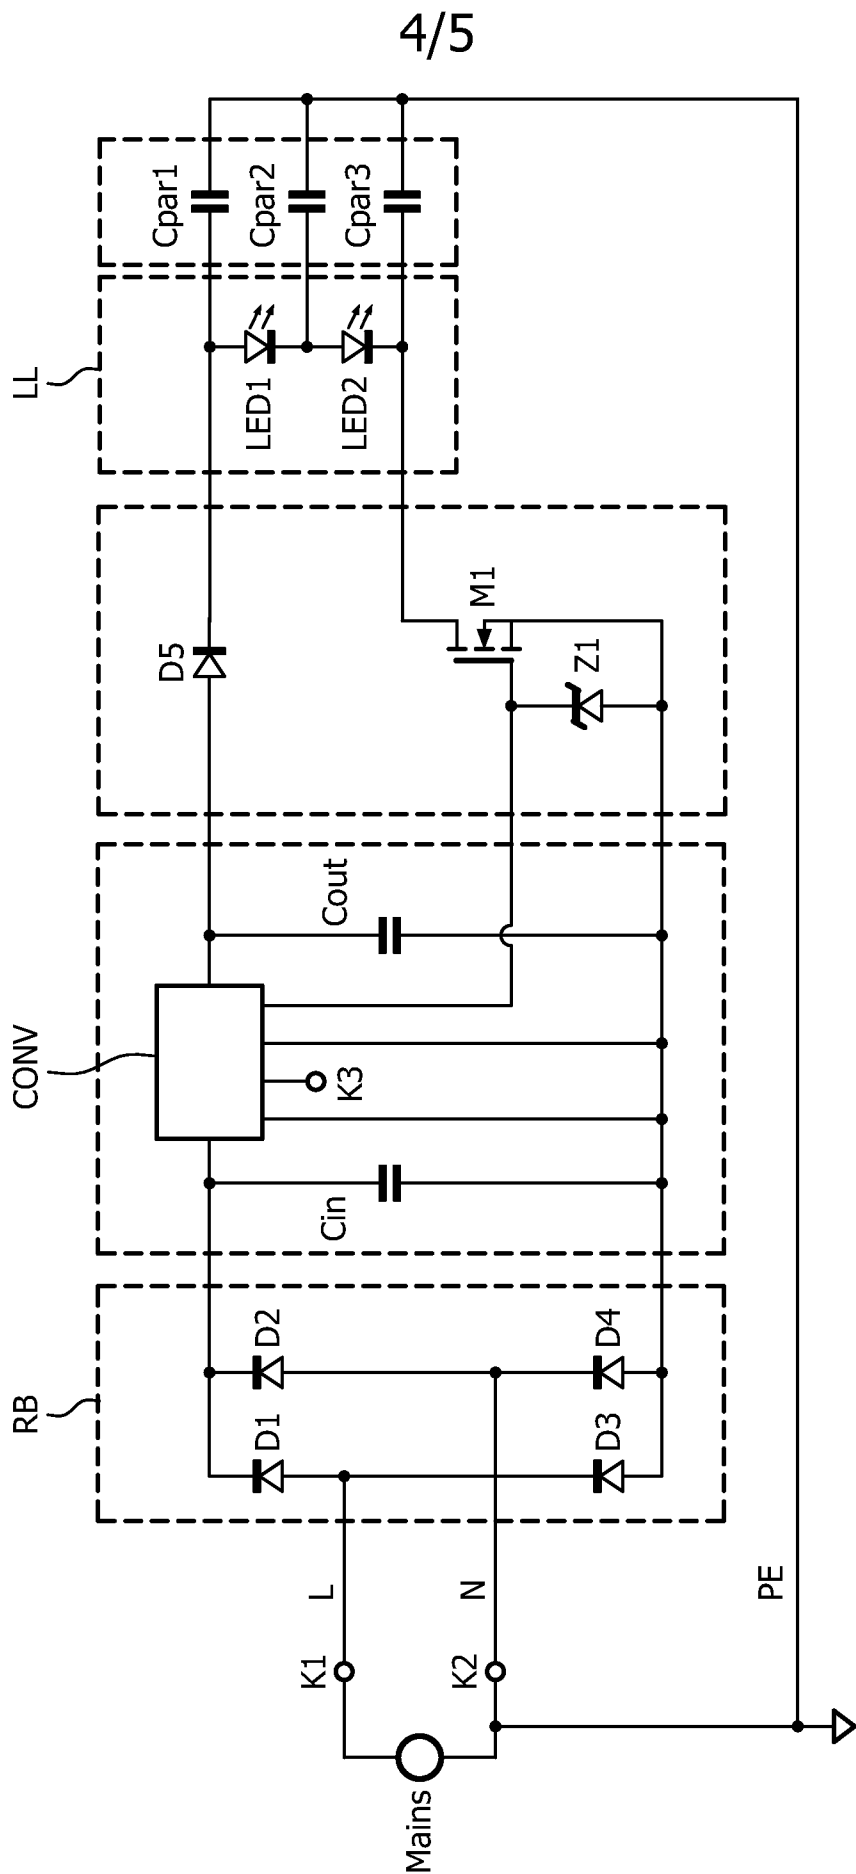 4/5
Mains
K1
K2
L
N
PE
RB
D1
D2
D3
D4
CONV
Cin
K3
Cout
D5
M1
Z1
LL
LED1
LED2
Cpar1
Cpar2
Cpar3